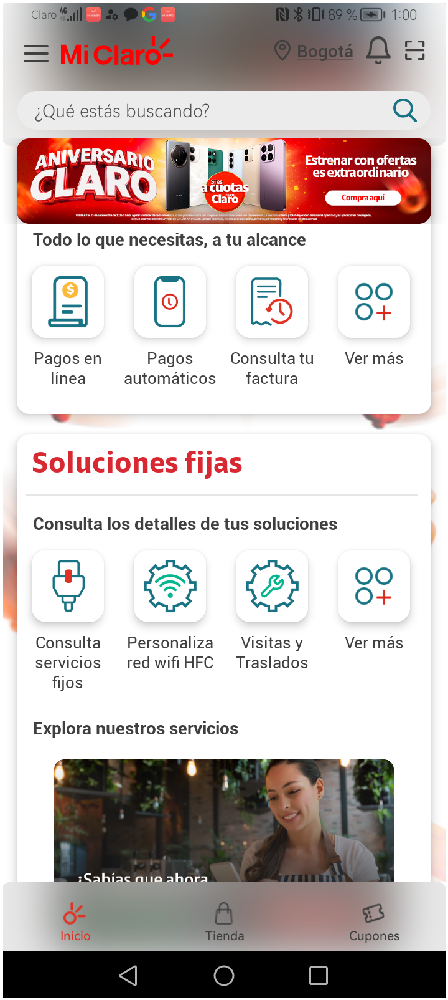 Claro 4G 89 % 1:00
Mi Claro
Bogotá
¿Qué estás buscando?
ANIVERSARIO
CLARO
Si es
a cuotas
es en
Claro
Estrenar con ofertas
es extraordinario
Compra aquí
Todo lo que necesitas, a tu alcance
Pagos en
línea
Pagos
automáticos
Consulta tu
factura
Ver más
Soluciones fijas
Consulta los detalles de tus soluciones
Consulta
servicios
fijos
Personaliza
red wifi HFC
Visitas y
Traslados
Ver más
Explora nuestros servicios
¿Sabías que ahora
Inicio
Tienda
Cupones